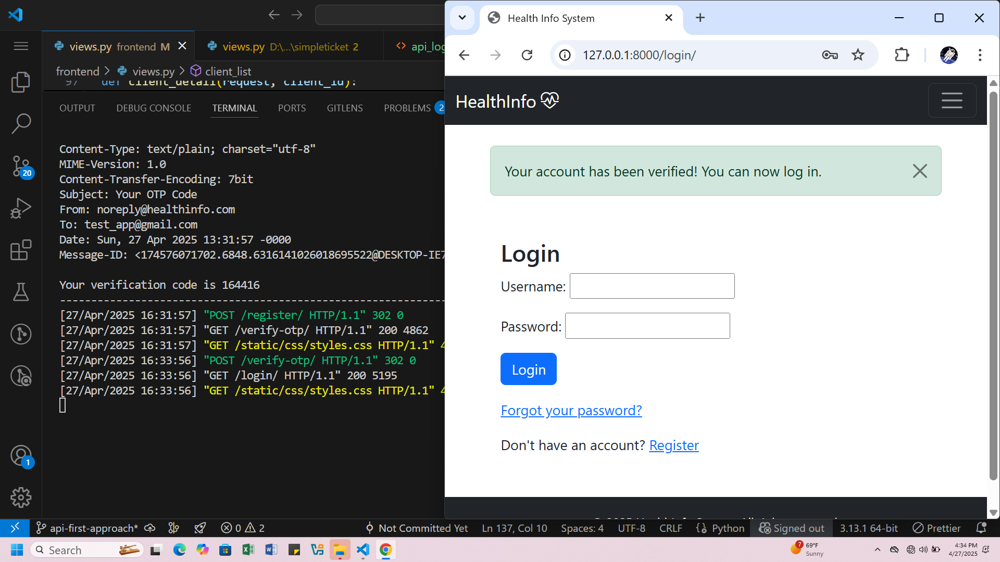 views.py frontend M
views.py D:\...\simpleticket 2
api_log
frontend > views.py > client_list
97 def client_detail(request, client_id):
OUTPUT DEBUG CONSOLE TERMINAL PORTS GITLENS PROBLEMS 2
Content-Type: text/plain; charset="utf-8"
MIME-Version: 1.0
Content-Transfer-Encoding: 7bit
Subject: Your OTP Code
From: noreply@healthinfo.com
To: test_app@gmail.com
Date: Sun, 27 Apr 2025 13:31:57 -0000
Message-ID: <174576071702.6848.6316141026018695522@DESKTOP-IE7
Your verification code is 164416
-------------------------------------------------------------
[27/Apr/2025 16:31:57] "POST /register/ HTTP/1.1" 302 0
[27/Apr/2025 16:31:57] "GET /verify-otp/ HTTP/1.1" 200 4862
[27/Apr/2025 16:31:57] "GET /static/css/styles.css HTTP/1.1" 4
[27/Apr/2025 16:33:56] "POST /verify-otp/ HTTP/1.1" 302 0
[27/Apr/2025 16:33:56] "GET /login/ HTTP/1.1" 200 5195
[27/Apr/2025 16:33:56] "GET /static/css/styles.css HTTP/1.1" 4
20
1
Health Info System
127.0.0.1:8000/login/
HealthInfo
Your account has been verified! You can now log in.
Login
Username:
Password:
Login
Forgot your password?
Don't have an account? Register
api-first-approach* 0 2 Not Committed Yet Ln 137, Col 10 Spaces: 4 UTF-8 CRLF Python Signed out 3.13.1 64-bit Prettier
Search
7
69°F
Sunny
4:34 PM
4/27/2025